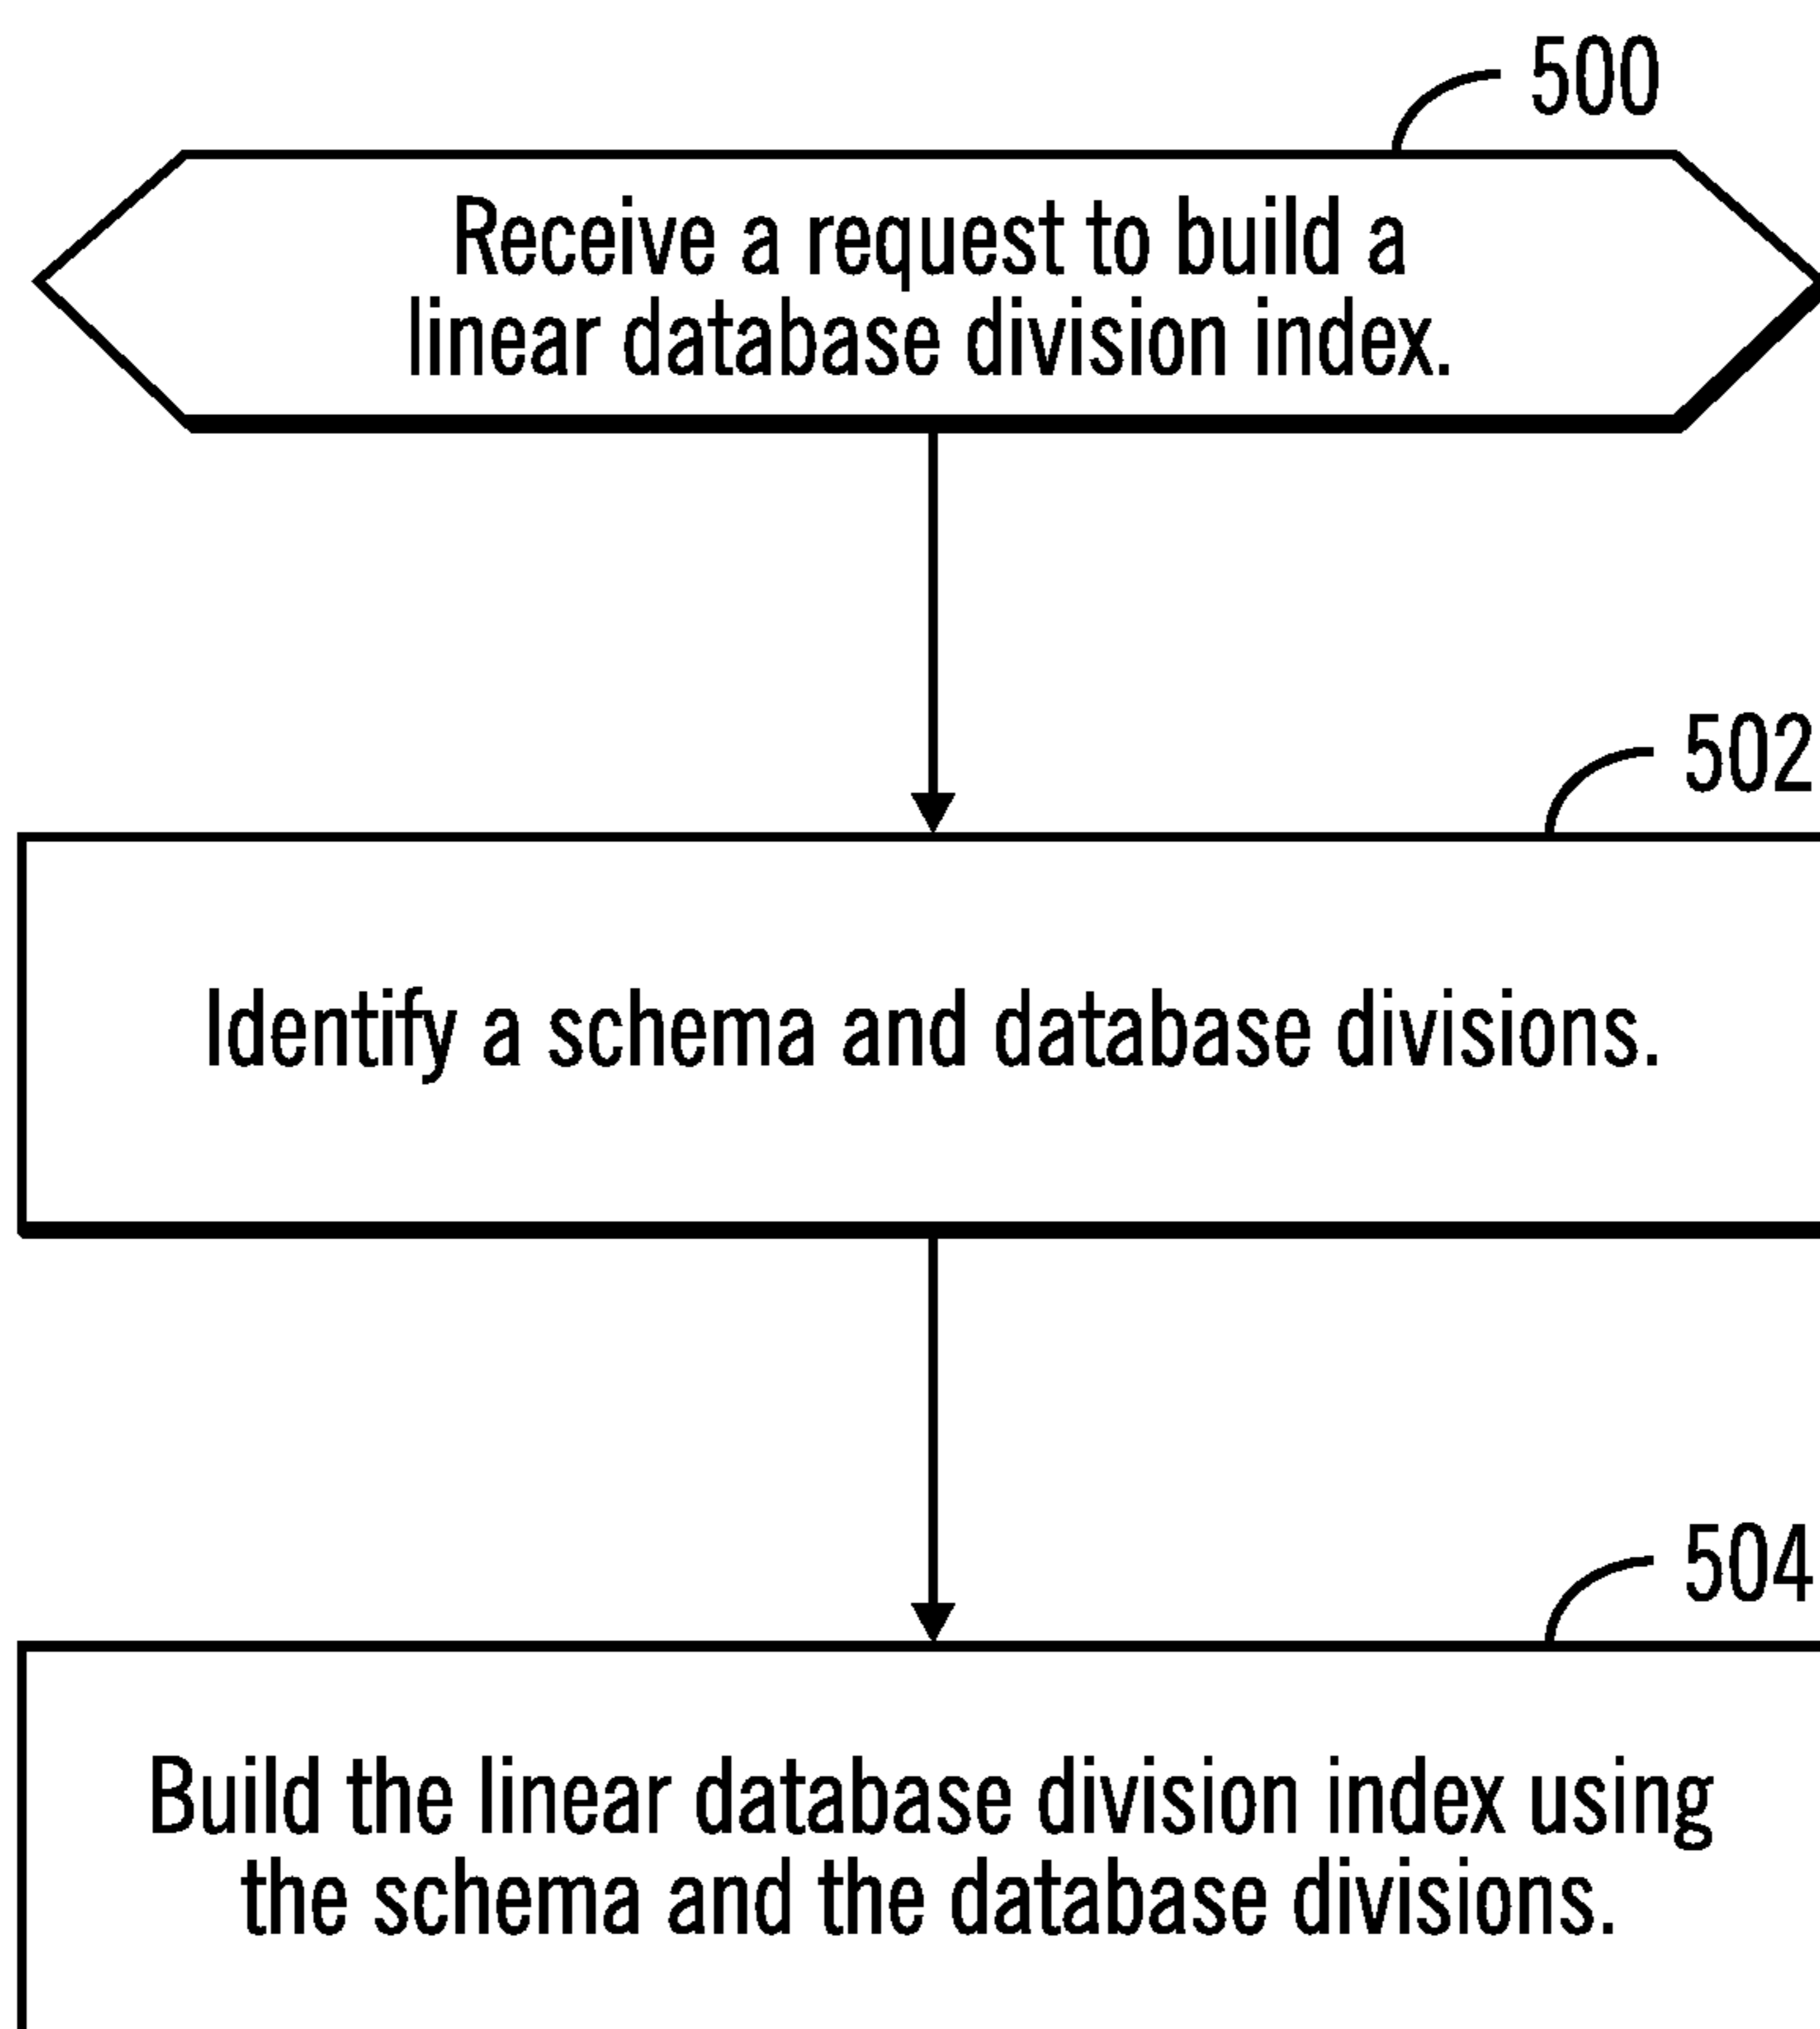 500
Receive a request to build a
linear database division index.
502
Identify a schema and database divisions.
504
Build the linear database division index using
the schema and the database divisions.